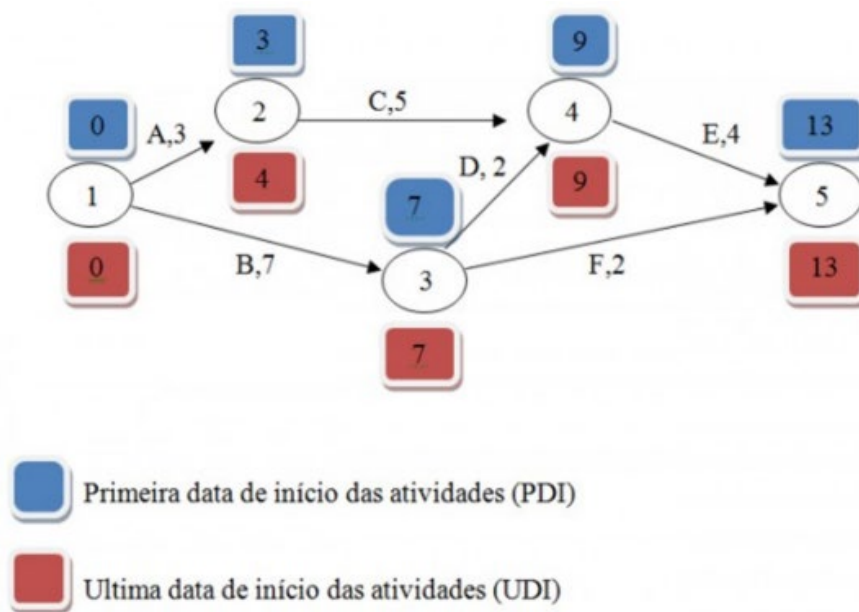 3
9
0
A,3
2
C,5
4
E,4
13
1
4
D, 2
9
5
7
0
B,7
3
F,2
13
7
Primeira data de início das atividades (PDI)
Ultima data de início das atividades (UDI)